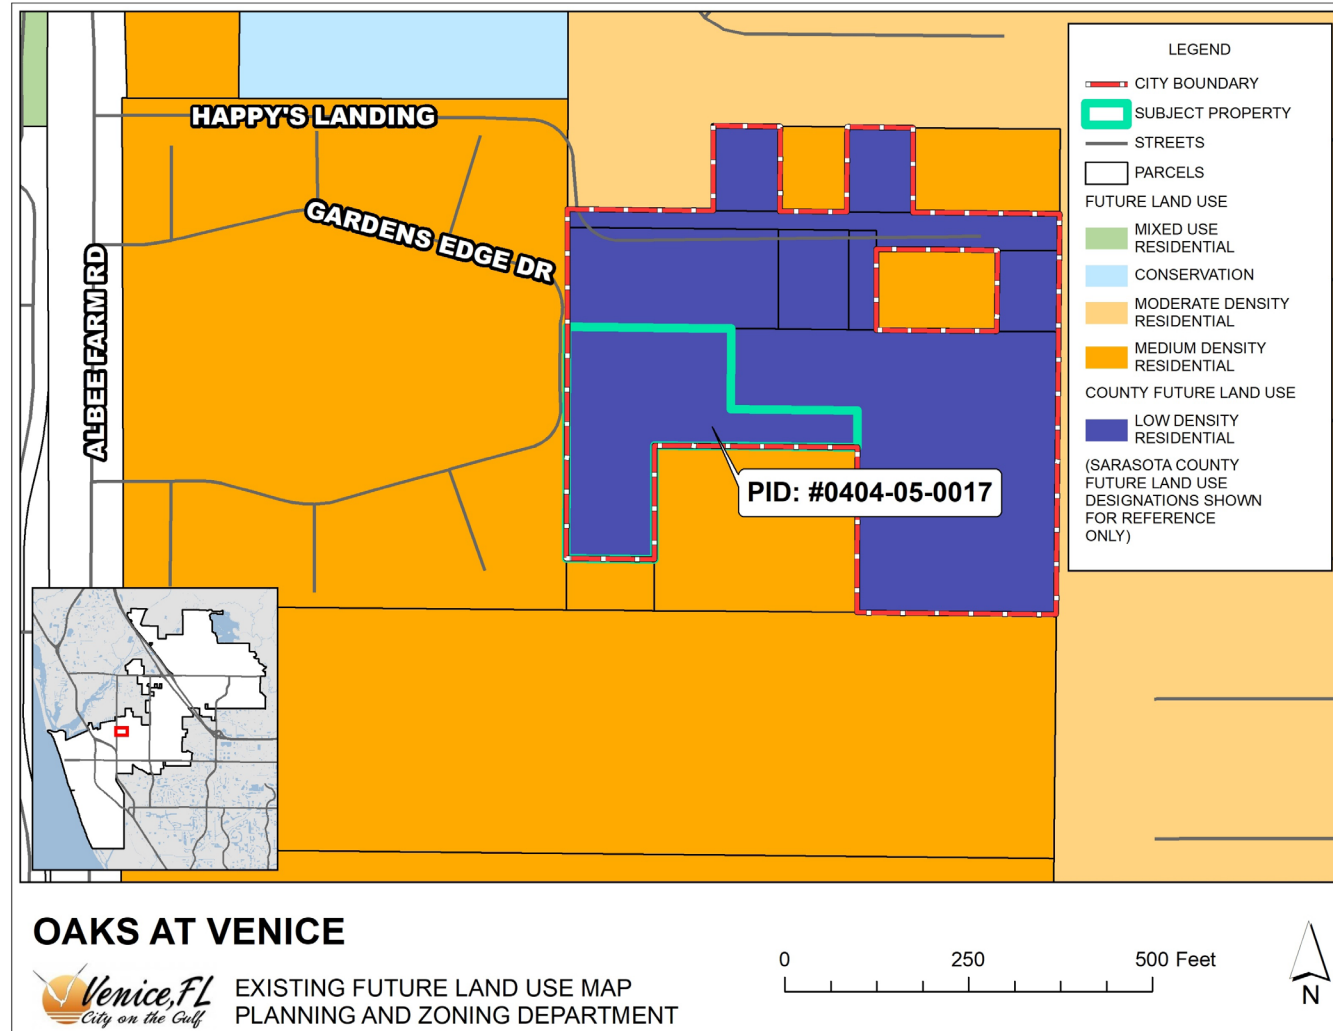 LEGEND
CITY BOUNDARY
SUBJECT PROPERTY
STREETS
PARCELS
FUTURE LAND USE
MIXED USE
RESIDENTIAL
CONSERVATION
MODERATE DENSITY
RESIDENTIAL
MEDIUM DENSITY
RESIDENTIAL
COUNTY FUTURE LAND USE
LOW DENSITY
RESIDENTIAL
(SARASOTA COUNTY
FUTURE LAND USE
DESIGNATIONS SHOWN
FOR REFERENCE
ONLY)
HAPPY'S LANDING
GARDENS EDGE DR
ALBEE FARM RD
PID: #0404-05-0017
OAKS AT VENICE
Venice, FL
City on the Gulf
EXISTING FUTURE LAND USE MAP
PLANNING AND ZONING DEPARTMENT
0 250 500 Feet
N